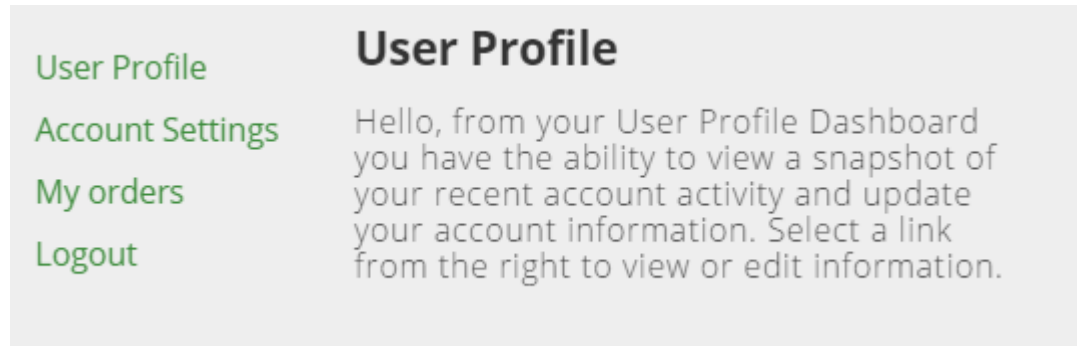 User Profile
Account Settings
My orders
Logout
User Profile
Hello, from your User Profile Dashboard
you have the ability to view a snapshot of
your recent account activity and update
your account information. Select a link
from the right to view or edit information.